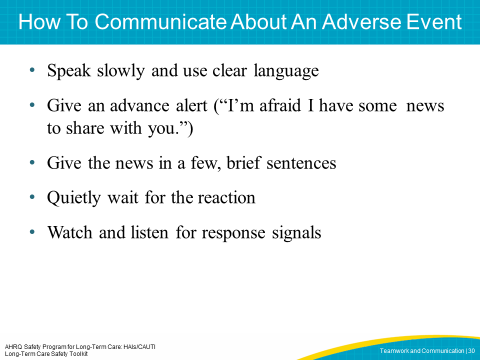 How To Communicate About An Adverse Event
• Speak slowly and use clear language
• Give an advance alert (“I’m afraid I have some news
to share with you.”)
• Give the news in a few, brief sentences
• Quietly wait for the reaction
• Watch and listen for response signals
AHRQ Safety Program for Long-Term Care: HAIs/CAUTI
Long-Term Care Safety Toolkit
Teamwork and Communication | 30